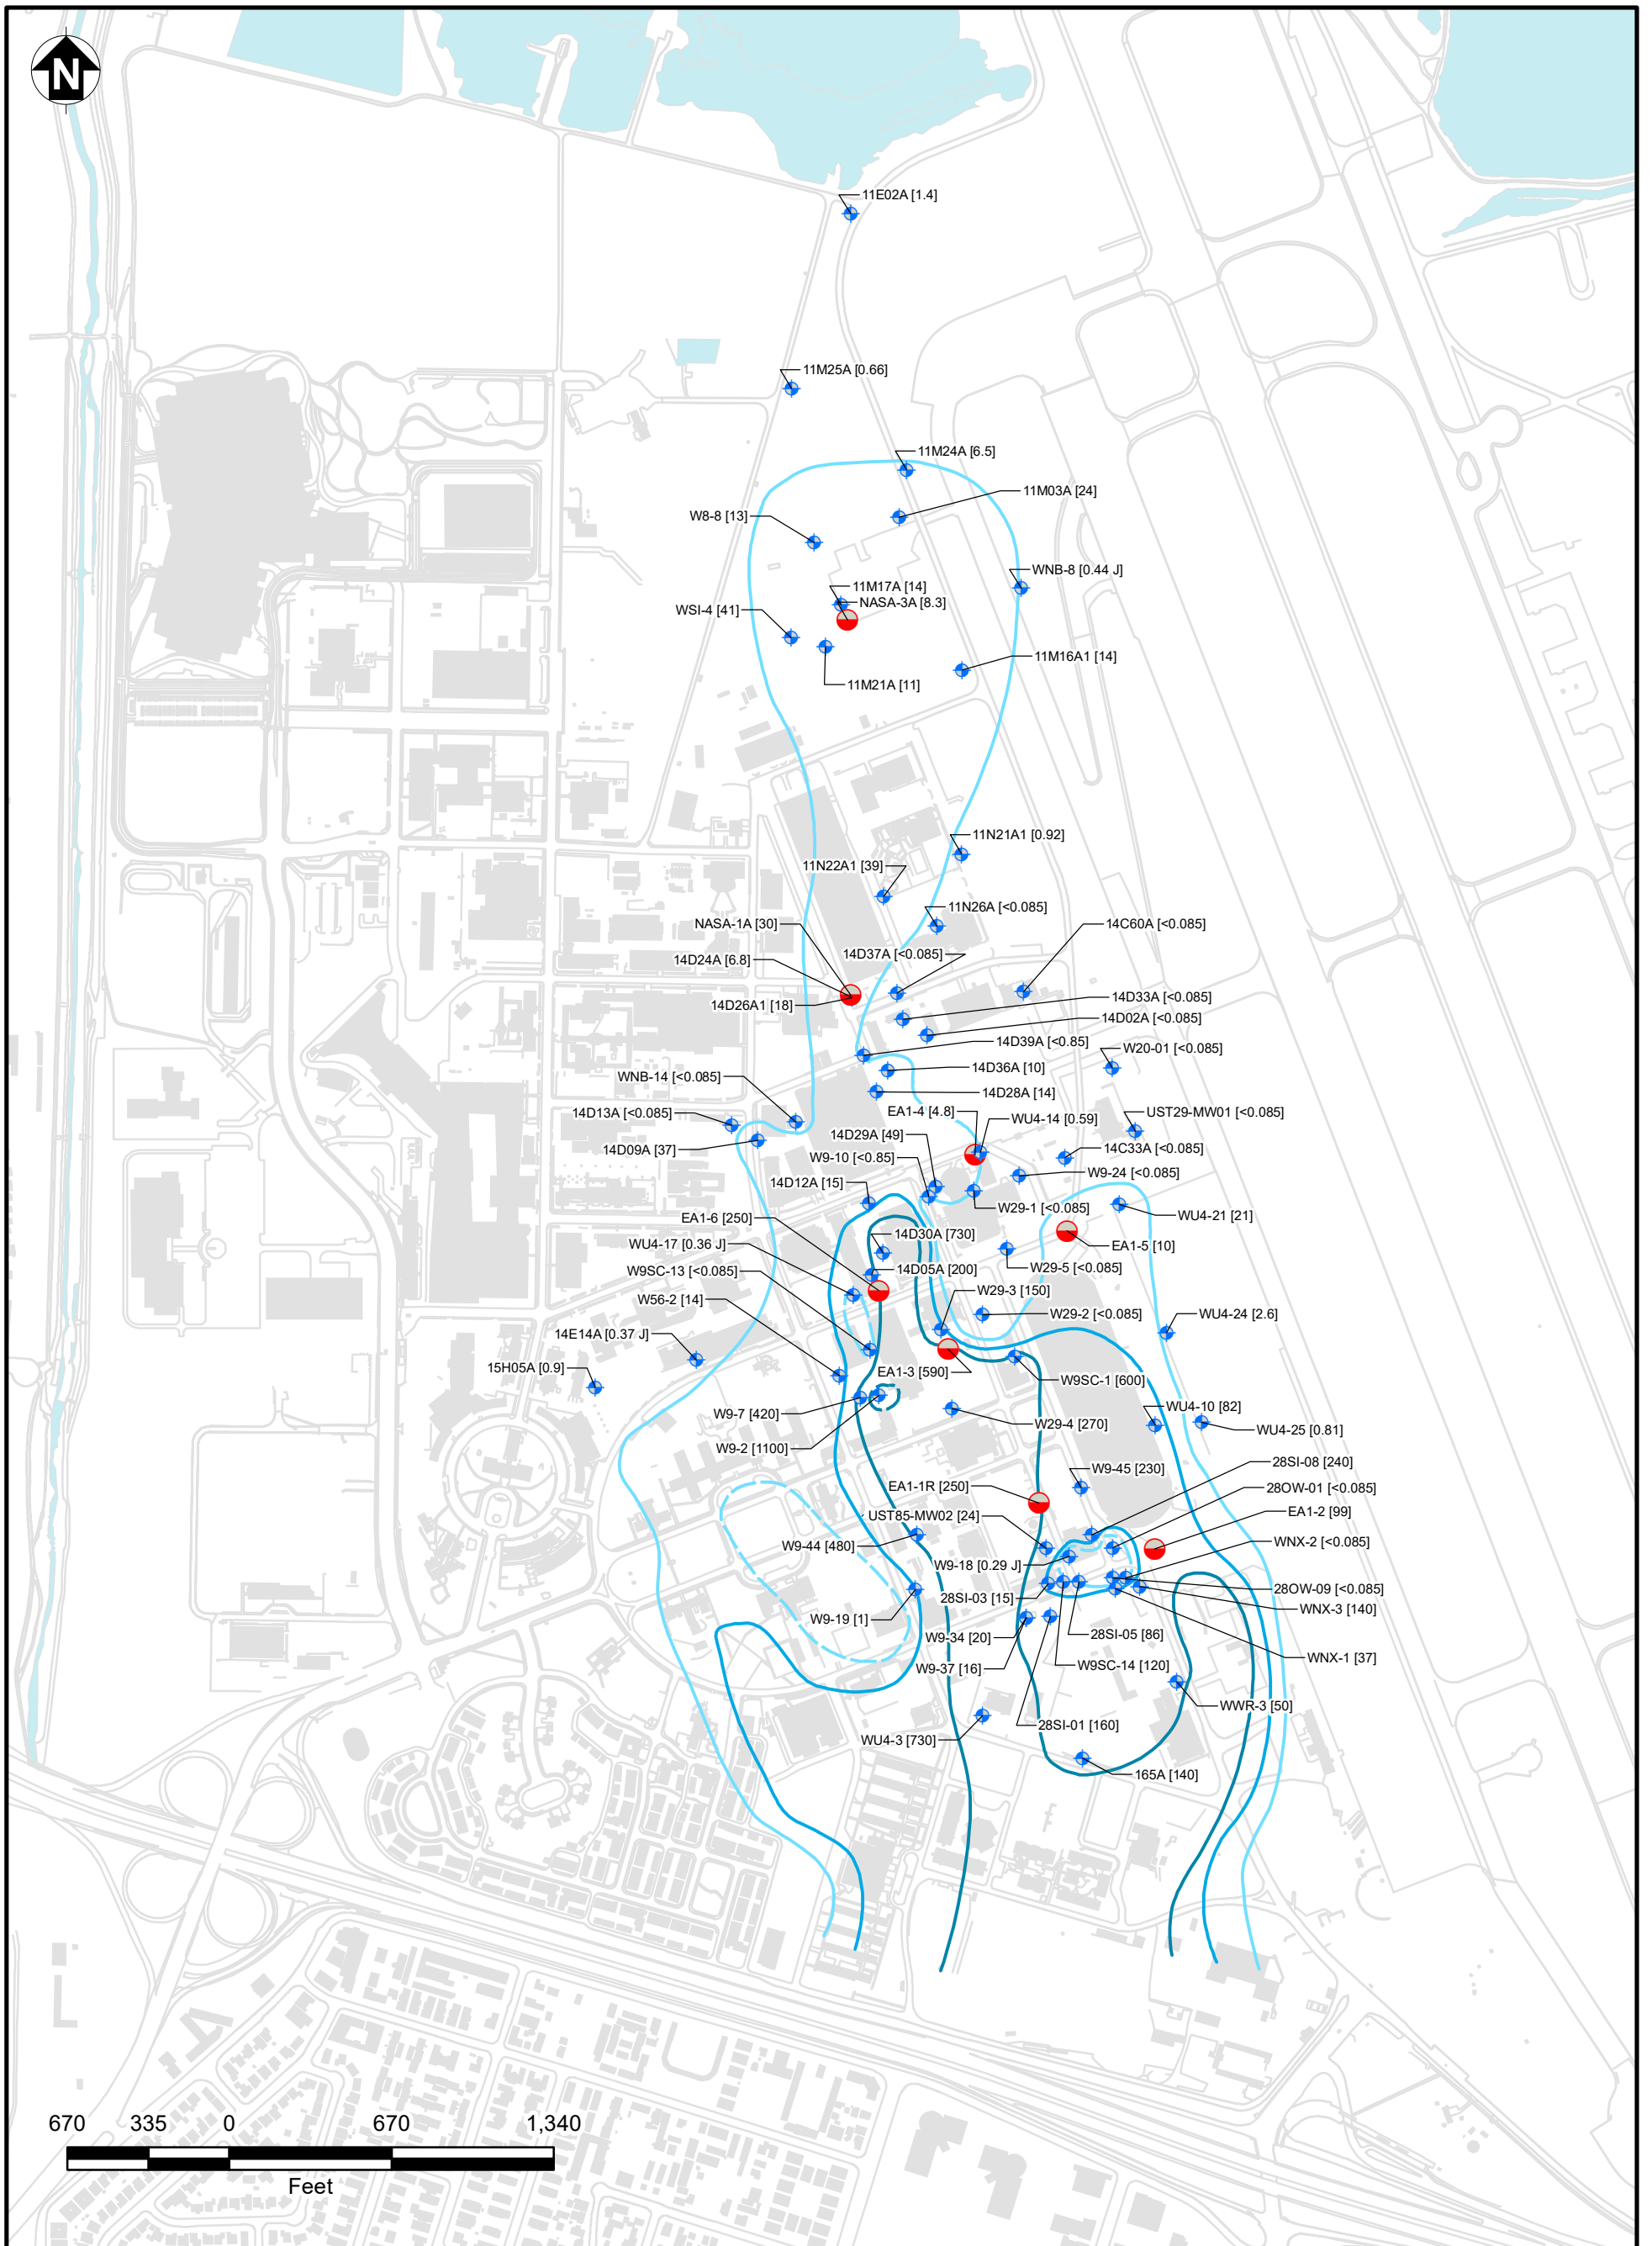 N
11E02A [1.4]
11M25A [0.66]
11M24A [6.5]
11M03A [24]
W8-8 [13]
WNB-8 [0.44 J]
11M17A [14]
NASA-3A [8.3]
WSI-4 [41]
11M16A1 [14]
11M21A [11]
11N21A1 [0.92]
11N22A1 [39]
11N26A [<0.085]
NASA-1A [30]
14C60A [<0.085]
14D37A [<0.085]
14D24A [6.8]
14D33A [<0.085]
14D26A1 [18]
14D02A [<0.085]
14D39A [<0.85]
W20-01 [<0.085]
14D36A [10]
WNB-14 [<0.085]
14D28A [14]
14D13A [<0.085]
EA1-4 [4.8]
WU4-14 [0.59]
UST29-MW01 [<0.085]
14D29A [49]
14D09A [37]
14C33A [<0.085]
W9-10 [<0.85]
W9-24 [<0.085]
14D12A [15]
W29-1 [<0.085]
WU4-21 [21]
EA1-6 [250]
14D30A [730]
EA1-5 [10]
WU4-17 [0.36 J]
14D05A [200]
W29-5 [<0.085]
W9SC-13 [<0.085]
W29-3 [150]
W56-2 [14]
W29-2 [<0.085]
WU4-24 [2.6]
14E14A [0.37 J]
15H05A [0.9]
EA1-3 [590]
W9SC-1 [600]
W9-7 [420]
WU4-10 [82]
W29-4 [270]
WU4-25 [0.81]
W9-2 [1100]
28SI-08 [240]
W9-45 [230]
EA1-1R [250]
28OW-01 [<0.085]
UST85-MW02 [24]
EA1-2 [99]
W9-44 [480]
WNX-2 [<0.085]
W9-18 [0.29 J]
28OW-09 [<0.085]
28SI-03 [15]
WNX-3 [140]
W9-19 [1]
28SI-05 [86]
W9-34 [20]
WNX-1 [37]
W9-37 [16]
W9SC-14 [120]
WWR-3 [50]
28SI-01 [160]
WU4-3 [730]
165A [140]
670 335 0 670 1,340
Feet